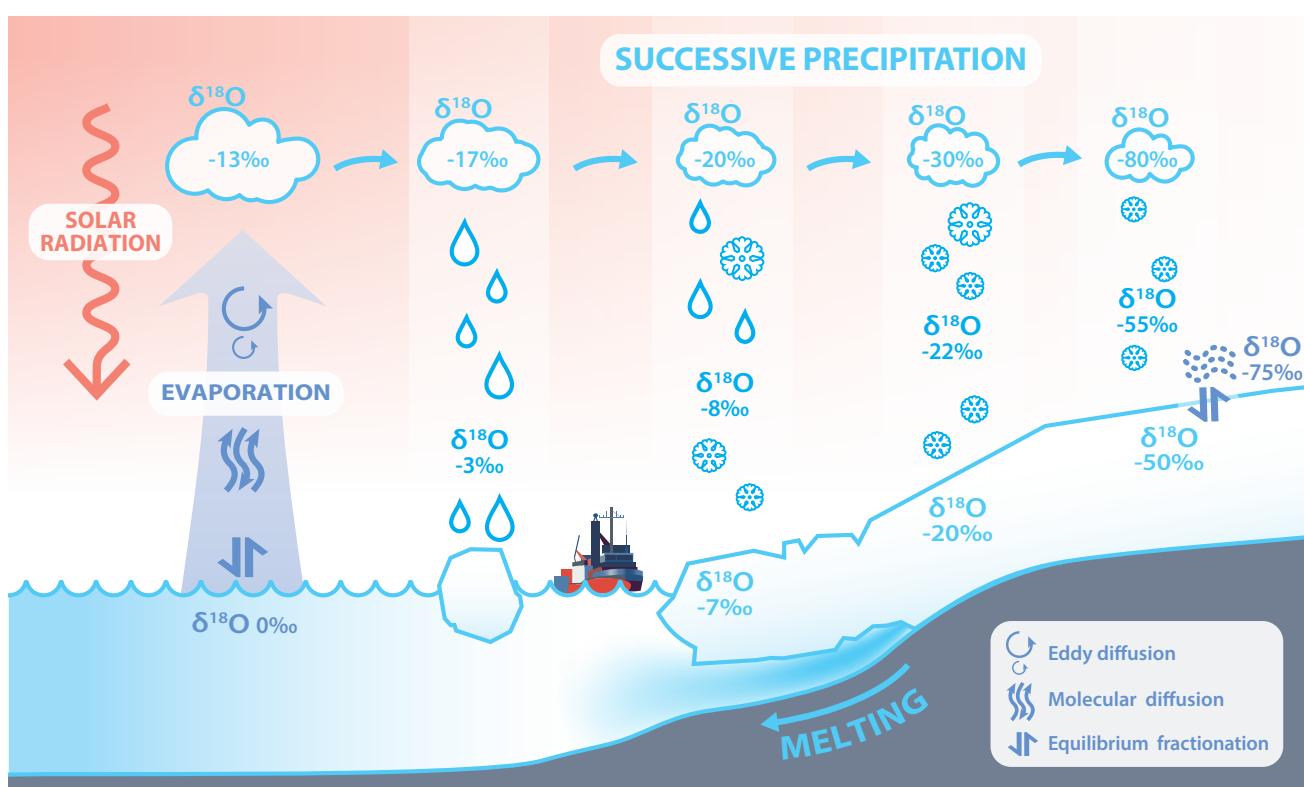 SUCCESSIVE PRECIPITATION
δ¹⁸O
-13‰
δ¹⁸O
-17‰
δ¹⁸O
-20‰
δ¹⁸O
-30‰
δ¹⁸O
-80‰
SOLAR
RADIATION
EVAPORATION
δ¹⁸O 0‰
δ¹⁸O
-3‰
δ¹⁸O
-8‰
δ¹⁸O
-22‰
δ¹⁸O
-55‰
δ¹⁸O
-75‰
δ¹⁸O
-50‰
δ¹⁸O
-20‰
δ¹⁸O
-7‰
MELTING
Eddy diffusion
Molecular diffusion
Equilibrium fractionation